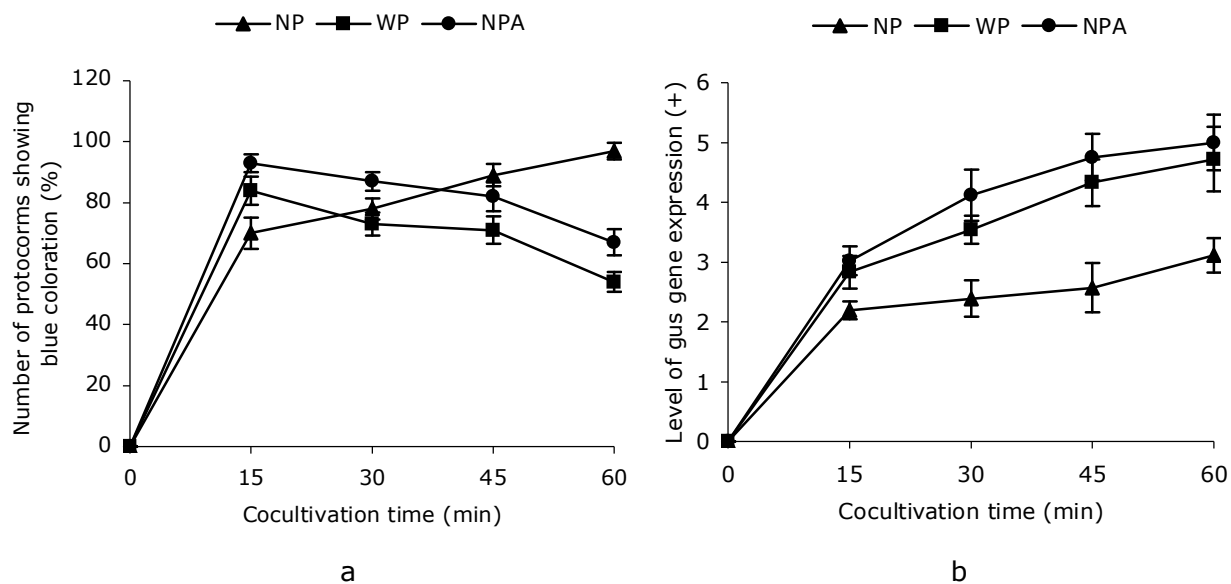 NP WP NPA
Number of protocorms showing
blue coloration (%)
120
100
80
60
40
20
0
0 15 30 45 60
Cocultivation time (min)
a
NP WP NPA
Level of gus gene expression (+)
6
5
4
3
2
1
0
0 15 30 45 60
Cocultivation time (min)
b